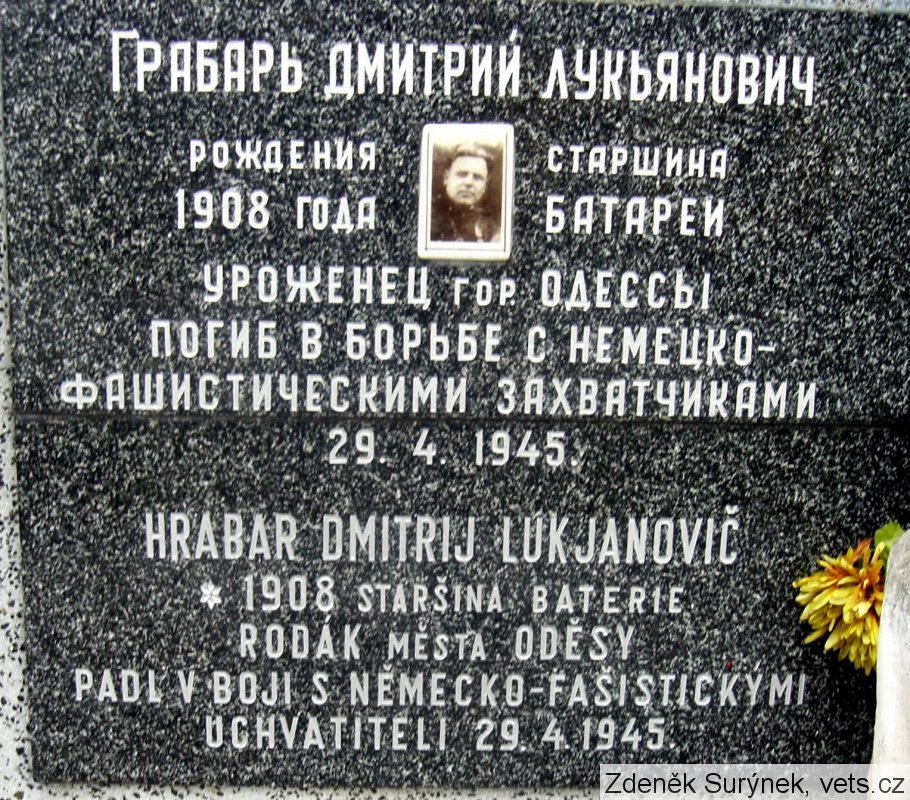 Грабарь Дмитрий Лукьянович
рождения
1908 года
старшина
батареи
уроженец гор. Одессы
погиб в борьбе с немецко-
фашистическими захватчиками
29. 4. 1945.
HRABAR DMITRIJ LUKJANOVIČ
* 1908 STARŠINA BATERIE
RODÁK MĚSTA ODĚSY
PADL V BOJI S NĚMECKO-FAŠISTICKÝMI
UCHVATITELI 29. 4. 1945.
Zdeněk Surýnek, vets.cz